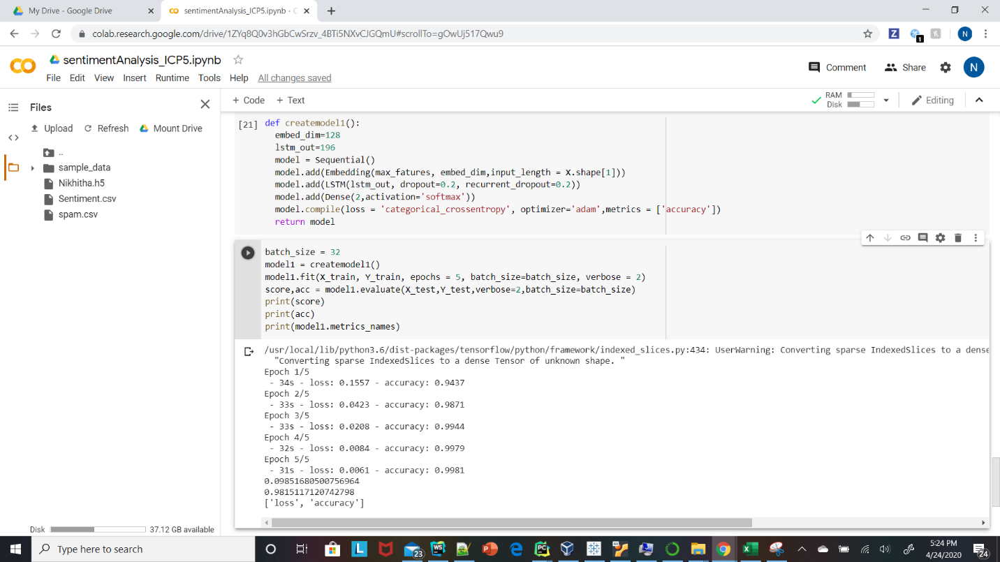 My Drive - Google Drive
sentimentAnalysis_ICP5.ipynb - C
colab.research.google.com/drive/1ZYq8Q0v3hGbCwSrzv_4BTi5NXvCJGQmU#scrollTo=gOwUj517Qwu9
Z
1
N
sentimentAnalysis_ICP5.ipynb
File Edit View Insert Runtime Tools Help All changes saved
Comment
Share
N
Files
+ Code + Text
RAM
Disk
Editing
Upload Refresh Mount Drive
..
sample_data
Nikhitha.h5
Sentiment.csv
spam.csv
[21] def createmodel1():
embed_dim=128
lstm_out=196
model = Sequential()
model.add(Embedding(max_fatures, embed_dim,input_length = X.shape[1]))
model.add(LSTM(lstm_out, dropout=0.2, recurrent_dropout=0.2))
model.add(Dense(2,activation='softmax'))
model.compile(loss = 'categorical_crossentropy', optimizer='adam',metrics = ['accuracy'])
return model
batch_size = 32
model1 = createmodel1()
model1.fit(X_train, Y_train, epochs = 5, batch_size=batch_size, verbose = 2)
score,acc = model1.evaluate(X_test,Y_test,verbose=2,batch_size=batch_size)
print(score)
print(acc)
print(model1.metrics_names)
/usr/local/lib/python3.6/dist-packages/tensorflow/python/framework/indexed_slices.py:434: UserWarning: Converting sparse IndexedSlices to a dense
"Converting sparse IndexedSlices to a dense Tensor of unknown shape. "
Epoch 1/5
- 34s - loss: 0.1557 - accuracy: 0.9437
Epoch 2/5
- 33s - loss: 0.0423 - accuracy: 0.9871
Epoch 3/5
- 33s - loss: 0.0208 - accuracy: 0.9944
Epoch 4/5
- 32s - loss: 0.0084 - accuracy: 0.9979
Epoch 5/5
- 31s - loss: 0.0061 - accuracy: 0.9981
0.09851680500756964
0.9815117120742798
['loss', 'accuracy']
Disk 37.12 GB available
Type here to search
L
23
WS
P
PC
X
5:24 PM
4/24/2020
24